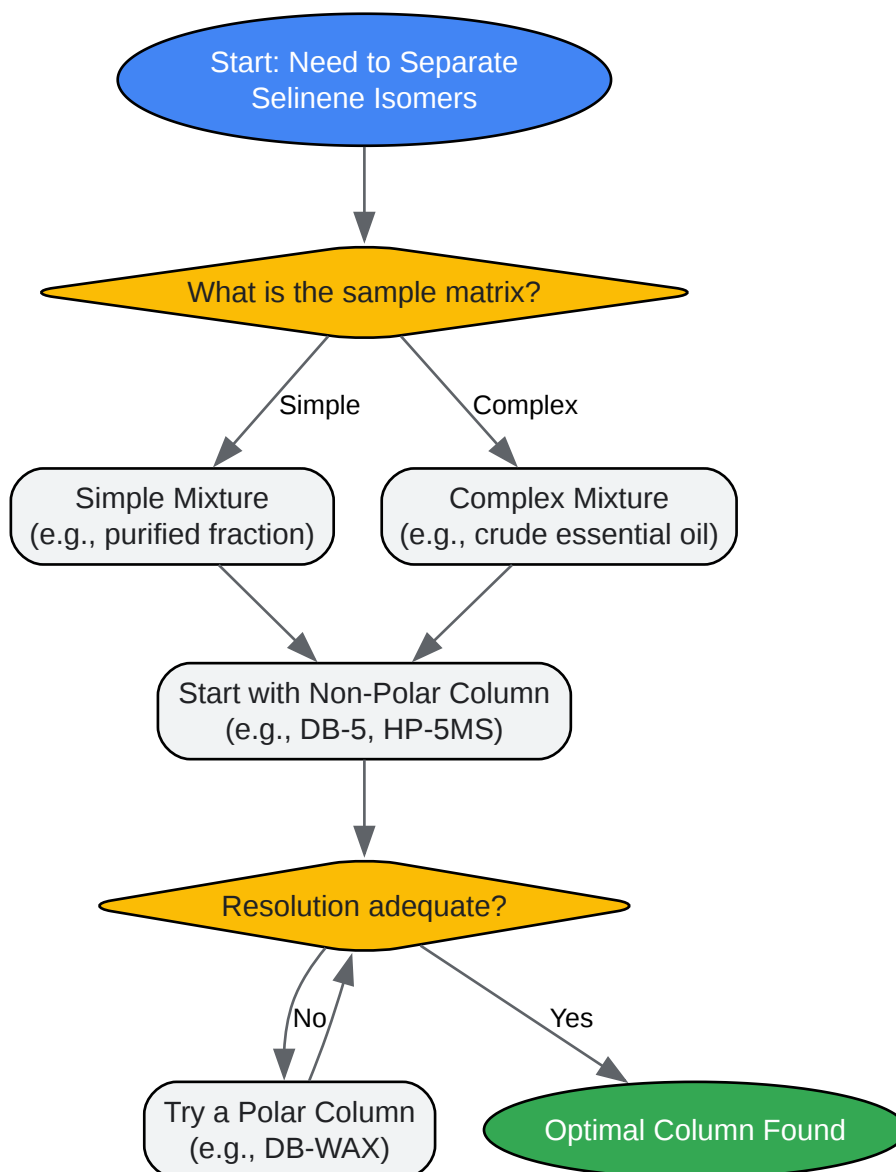 Start: Need to Separate
Selinene Isomers
What is the sample matrix?
Simple
Complex
Simple Mixture
(e.g., purified fraction)
Complex Mixture
(e.g., crude essential oil)
Start with Non-Polar Column
(e.g., DB-5, HP-5MS)
Resolution adequate?
No
Yes
Try a Polar Column
(e.g., DB-WAX)
Optimal Column Found